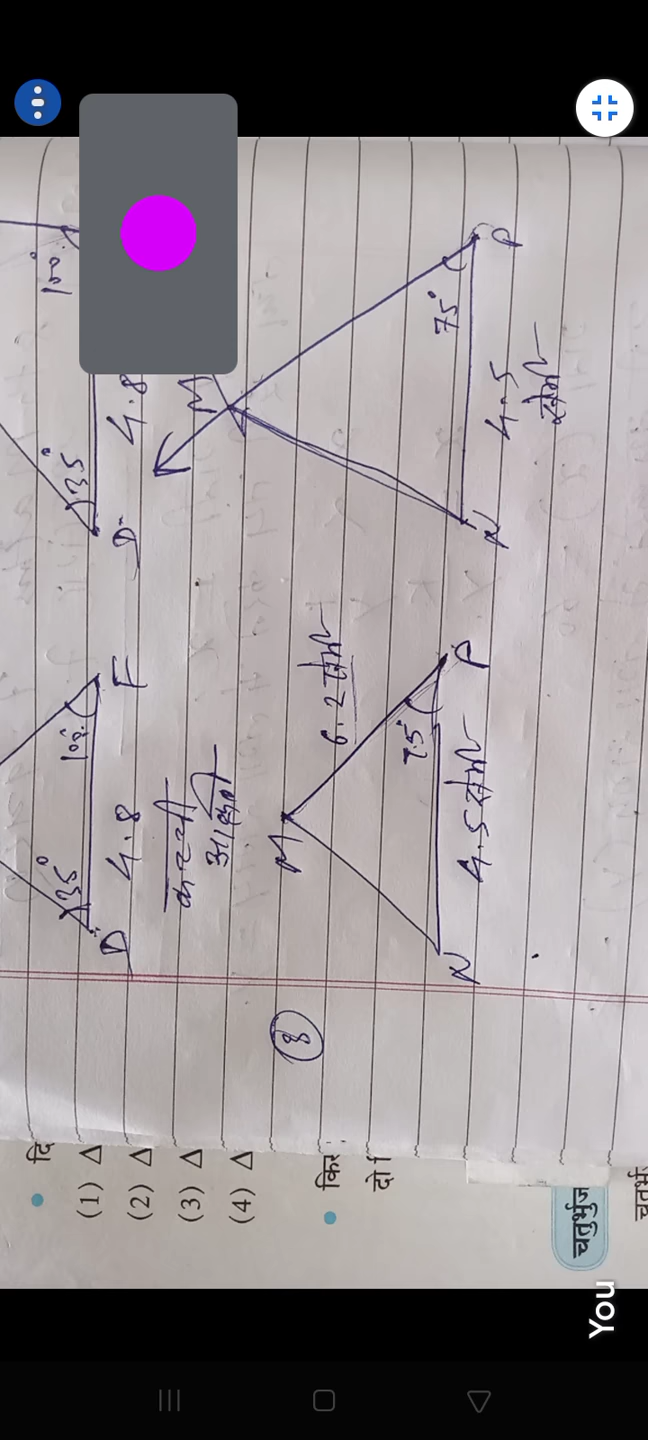 100°
35°
4.8
D
35°
100°
D
F
4.8
कच्ची
आकृती
8
M
6.2 सेमी
75°
N
P
4.5 सेमी
M
75°
N
P
4.5
सेमी
(1) Δ
(2) Δ
(3) Δ
(4) Δ
चतुर्भुज
You